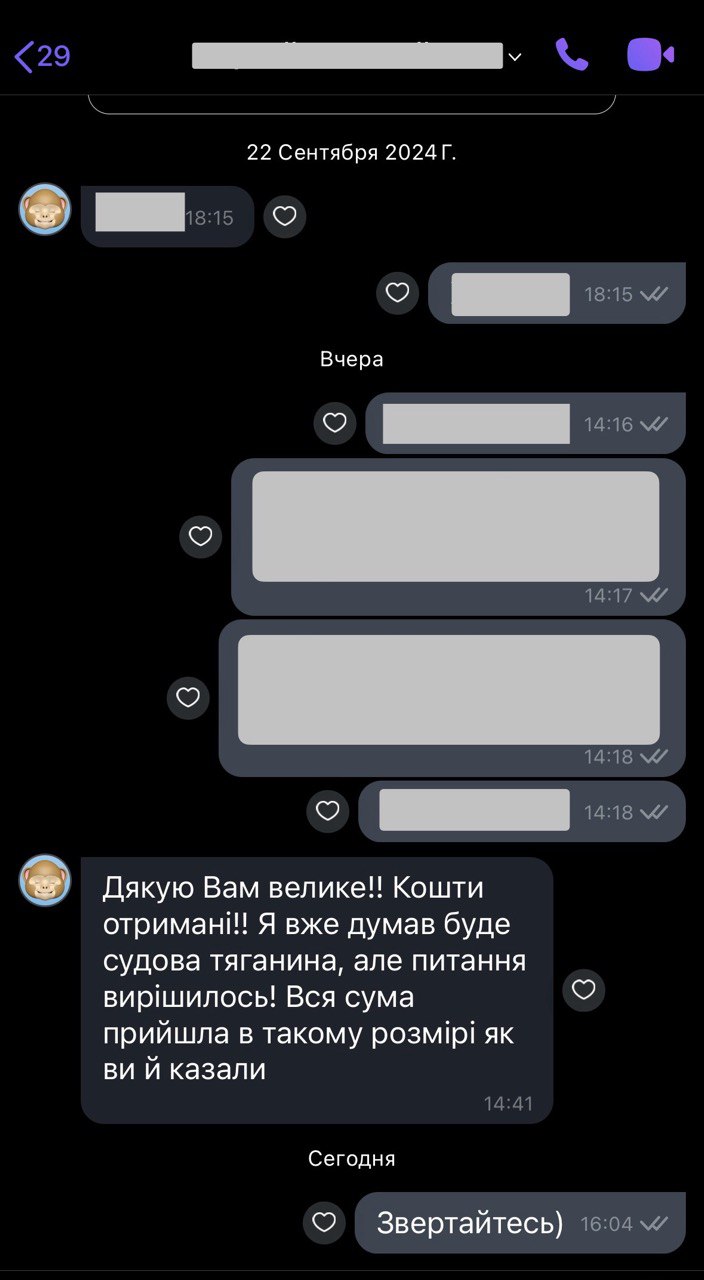 29
22 Сентября 2024 Г.
18:15
18:15
Вчера
14:16
14:17
14:18
14:18
Дякую Вам велике!! Кошти
отримані!! Я вже думав буде
судова тяганина, але питання
вирішилось! Вся сума
прийшла в такому розмірі як
ви й казали
14:41
Сегодня
Звертайтесь) 16:04